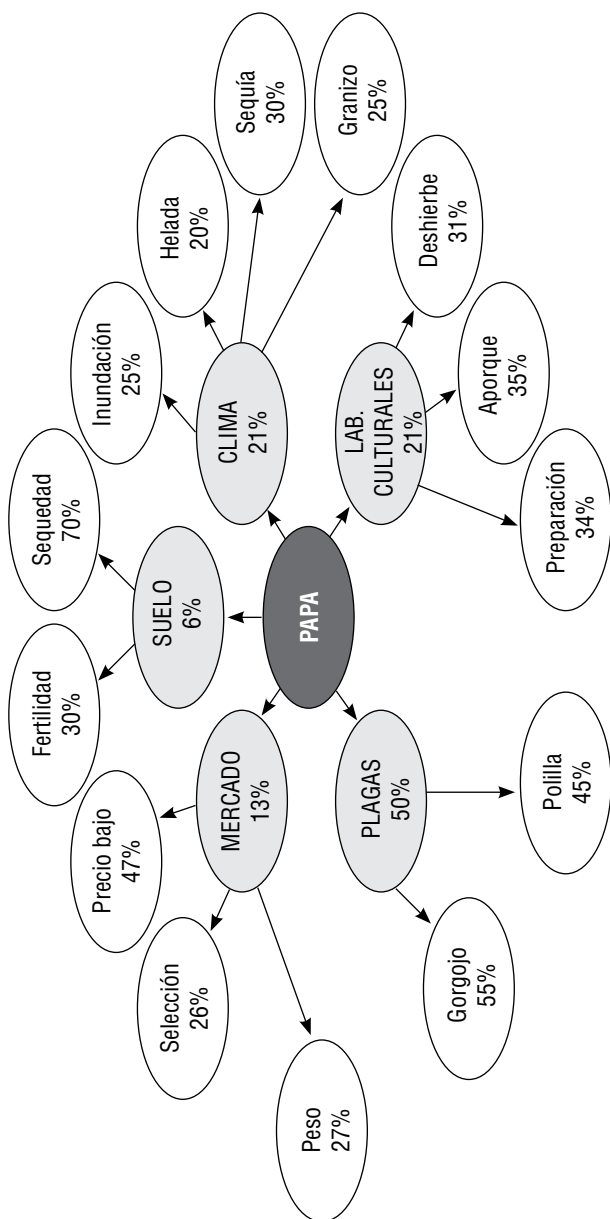 PAPA
SUELO
6%
Fertilidad
30%
Sequedad
70%
CLIMA
21%
Inundación
25%
Helada
20%
Sequía
30%
Granizo
25%
LAB.
CULTURALES
21%
Deshierbe
31%
Aporque
35%
Preparación
34%
PLAGAS
50%
Polilla
45%
Gorgojo
55%
MERCADO
13%
Peso
27%
Selección
26%
Precio bajo
47%